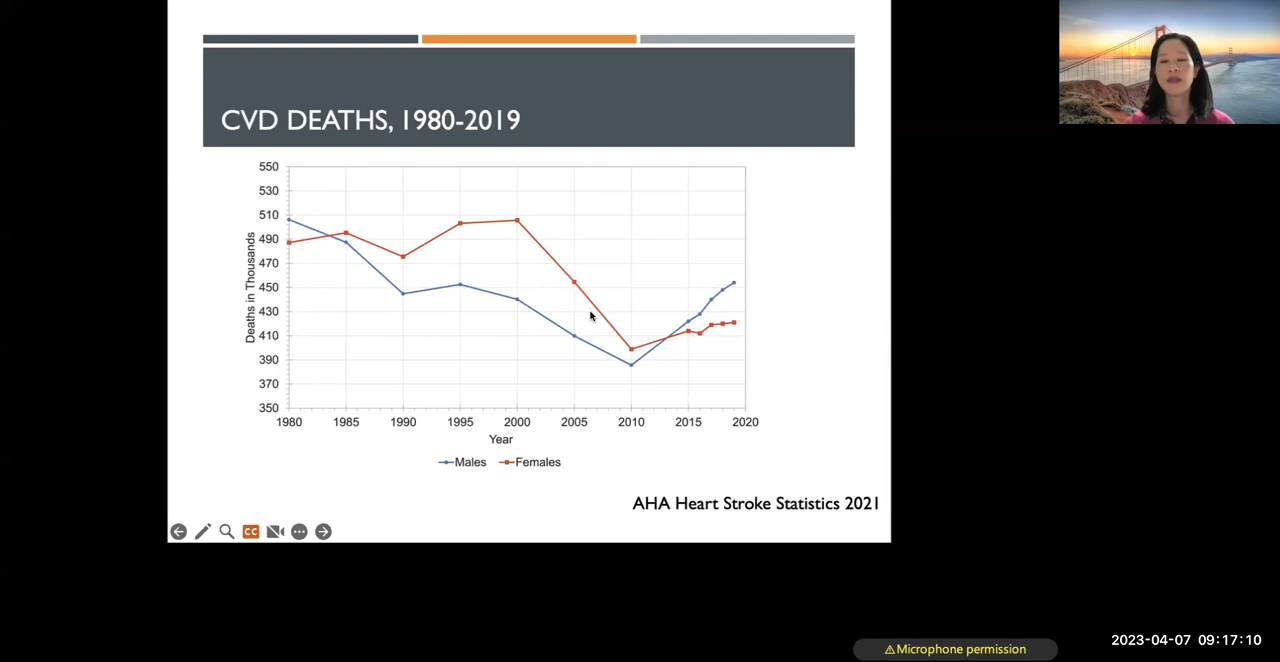 CVD DEATHS, 1980-2019
550
530
510
490
470
450
430
410
390
370
350
Deaths in Thousands
1980 1985 1990 1995 2000 2005 2010 2015 2020
Year
Males Females
AHA Heart Stroke Statistics 2021
CC
⚠Microphone permission
2023-04-07 09:17:10